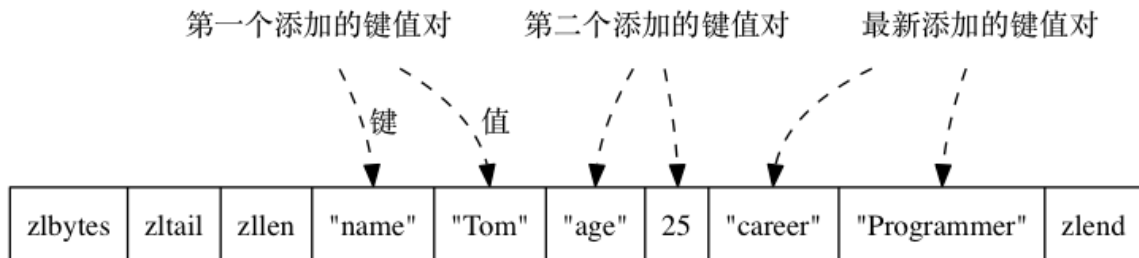 第一个添加的键值对 第二个添加的键值对 最新添加的键值对
键 值
zlbytes zltail zllen "name" "Tom" "age" 25 "career" "Programmer" zlend